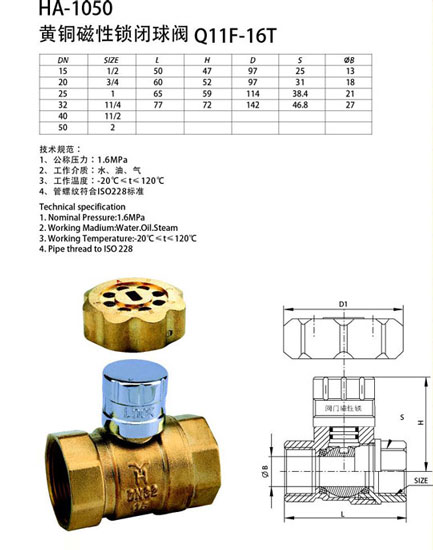 HA-1050
黄铜磁性锁闭球阀 Q11F-16T
DN SIZE L H D S ØB
15 1/2 50 47 97 25 13
20 3/4 60 52 97 31 18
25 1 65 59 114 38.4 21
32 11/4 77 72 142 46.8 27
40 11/2
50 2
技术规范：
1、公称压力：1.6MPa
2、工作介质：水、油、气
3、工作温度：-20℃≤t≤120℃
4、管螺纹符合ISO228标准
Technical specification
1. Nominal Pressure:1.6MPa
2. Working Madium:Water.Oil.Steam
3. Working Temperature:-20℃≤t≤120℃
4. Pipe thread to ISO 228
D1
阀门磁性锁
H
S
ØB
SIZE
L
DN32